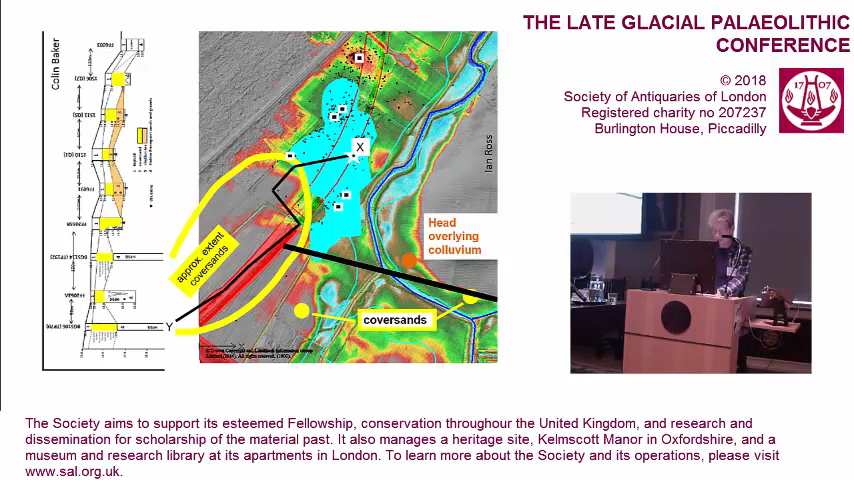 THE LATE GLACIAL PALAEOLITHIC
CONFERENCE
© 2018
Society of Antiquaries of London
Registered charity no 207237
Burlington House, Piccadilly
17 07
Colin Baker
Ian Ross
X
Y
Head
overlying
colluvium
approx. extent
coversands
coversands
The Society aims to support its esteemed Fellowship, conservation throughour the United Kingdom, and research and
dissemination for scholarship of the material past. It also manages a heritage site, Kelmscott Manor in Oxfordshire, and a
museum and research library at its apartments in London. To learn more about the Society and its operations, please visit
www.sal.org.uk.